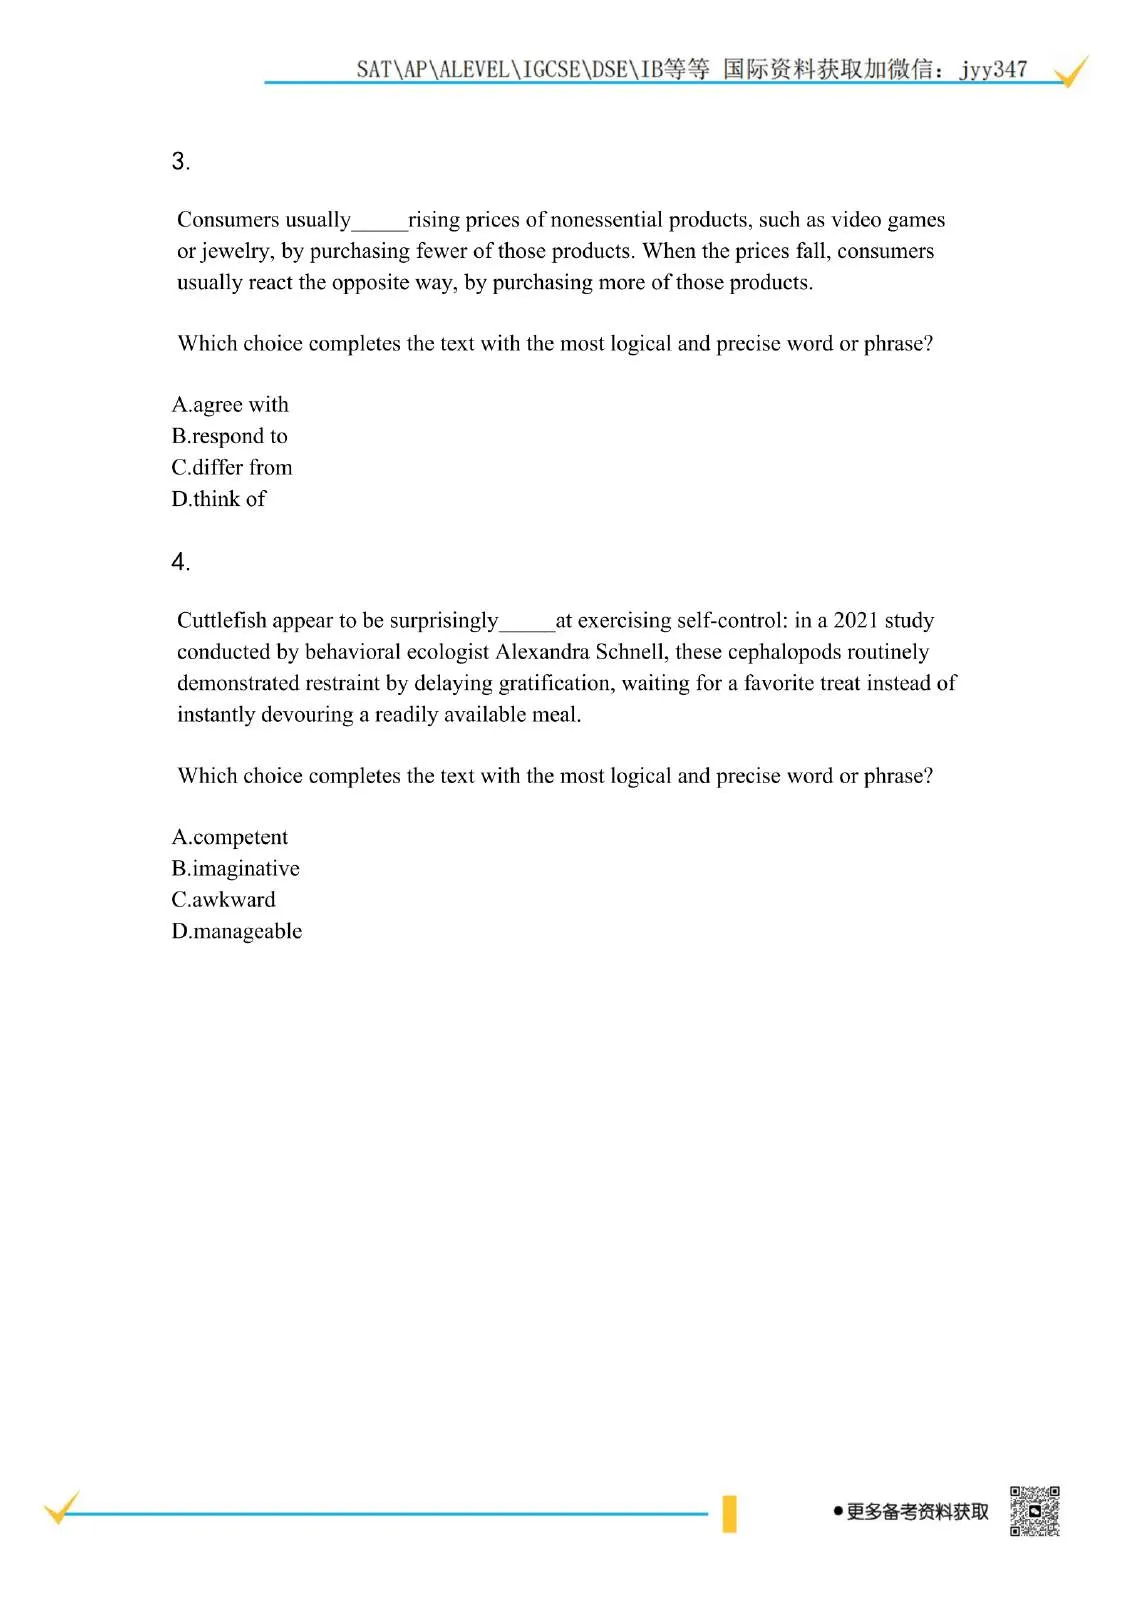 SAT\AP\ALEVEL\IGCSE\DSE\IB等等 国际资料获取加微信：jyy347
3.
Consumers usually_____rising prices of nonessential products, such as video games
or jewelry, by purchasing fewer of those products. When the prices fall, consumers
usually react the opposite way, by purchasing more of those products.
Which choice completes the text with the most logical and precise word or phrase?
A.agree with
B.respond to
C.differ from
D.think of
4.
Cuttlefish appear to be surprisingly_____at exercising self-control: in a 2021 study
conducted by behavioral ecologist Alexandra Schnell, these cephalopods routinely
demonstrated restraint by delaying gratification, waiting for a favorite treat instead of
instantly devouring a readily available meal.
Which choice completes the text with the most logical and precise word or phrase?
A.competent
B.imaginative
C.awkward
D.manageable
●更多备考资料获取